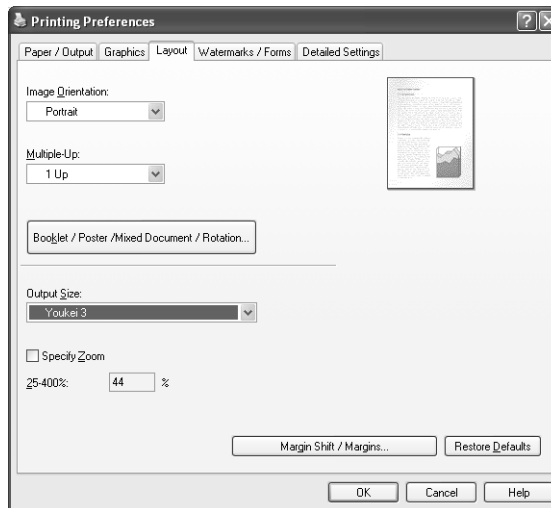 Printing Preferences
Paper / Output Graphics Layout Watermarks / Forms Detailed Settings
Image Orientation:
Portrait
Multiple-Up:
1 Up
Booklet / Poster /Mixed Document / Rotation...
Output Size:
Youkei 3
Specify Zoom
25-400%: 44 %
Margin Shift / Margins... Restore Defaults
OK Cancel Help